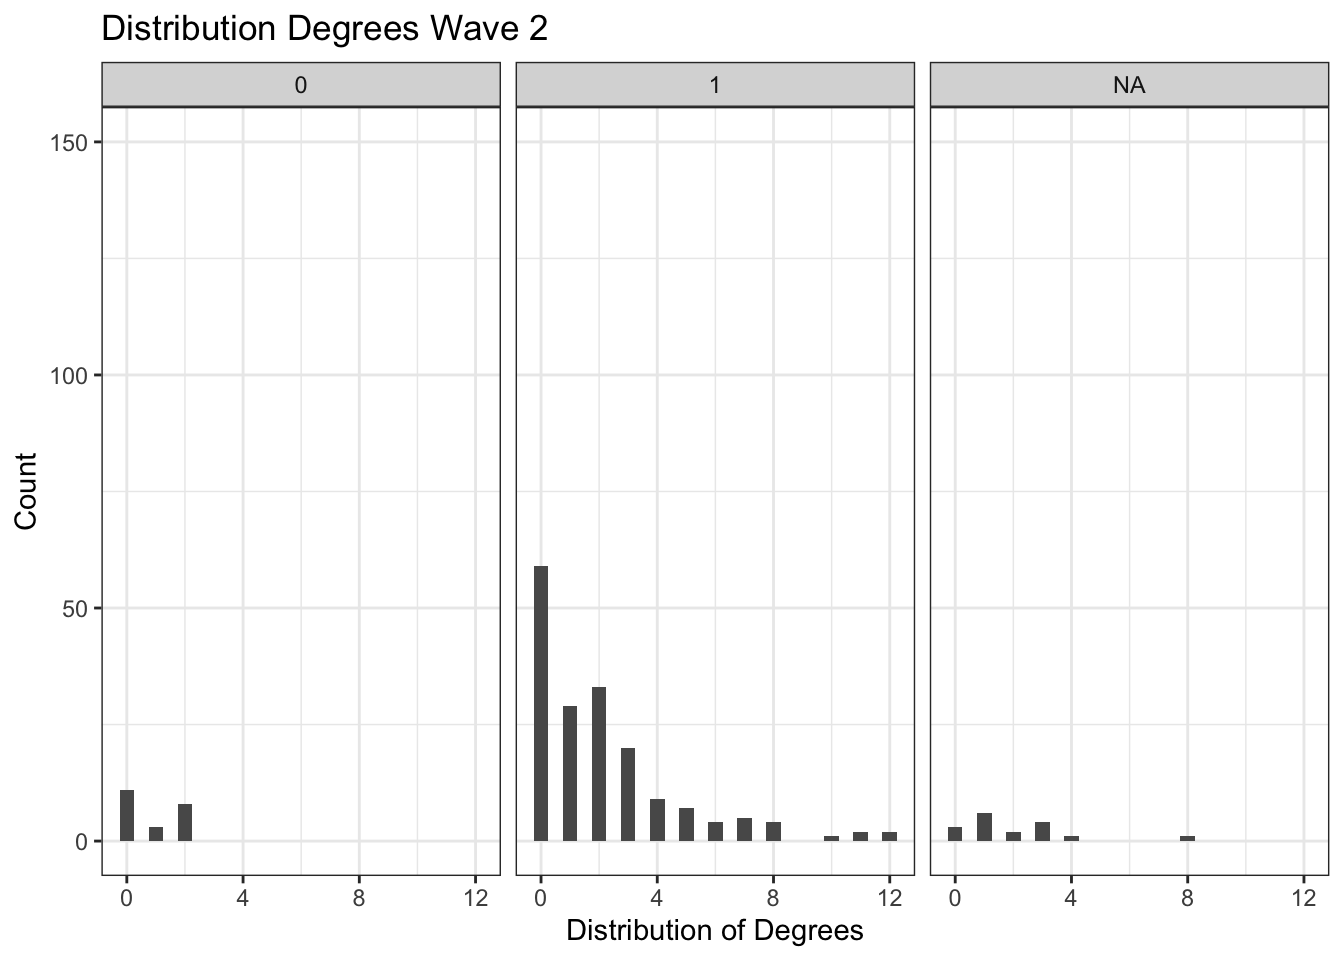 Distribution Degrees Wave 2
0 1 NA
150
100
50
0
Count
0 4 8 12 0 4 8 12 0 4 8 12
Distribution of Degrees